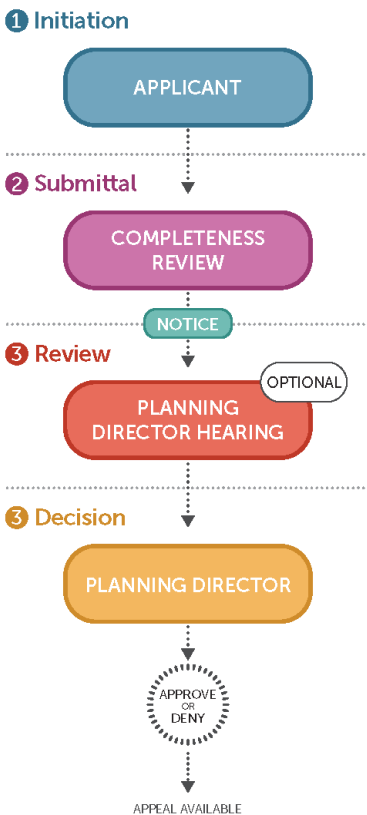 1 Initiation
APPLICANT
2 Submittal
COMPLETENESS
REVIEW
NOTICE
3 Review
OPTIONAL
PLANNING
DIRECTOR HEARING
3 Decision
PLANNING DIRECTOR
APPROVE
OR
DENY
APPEAL AVAILABLE